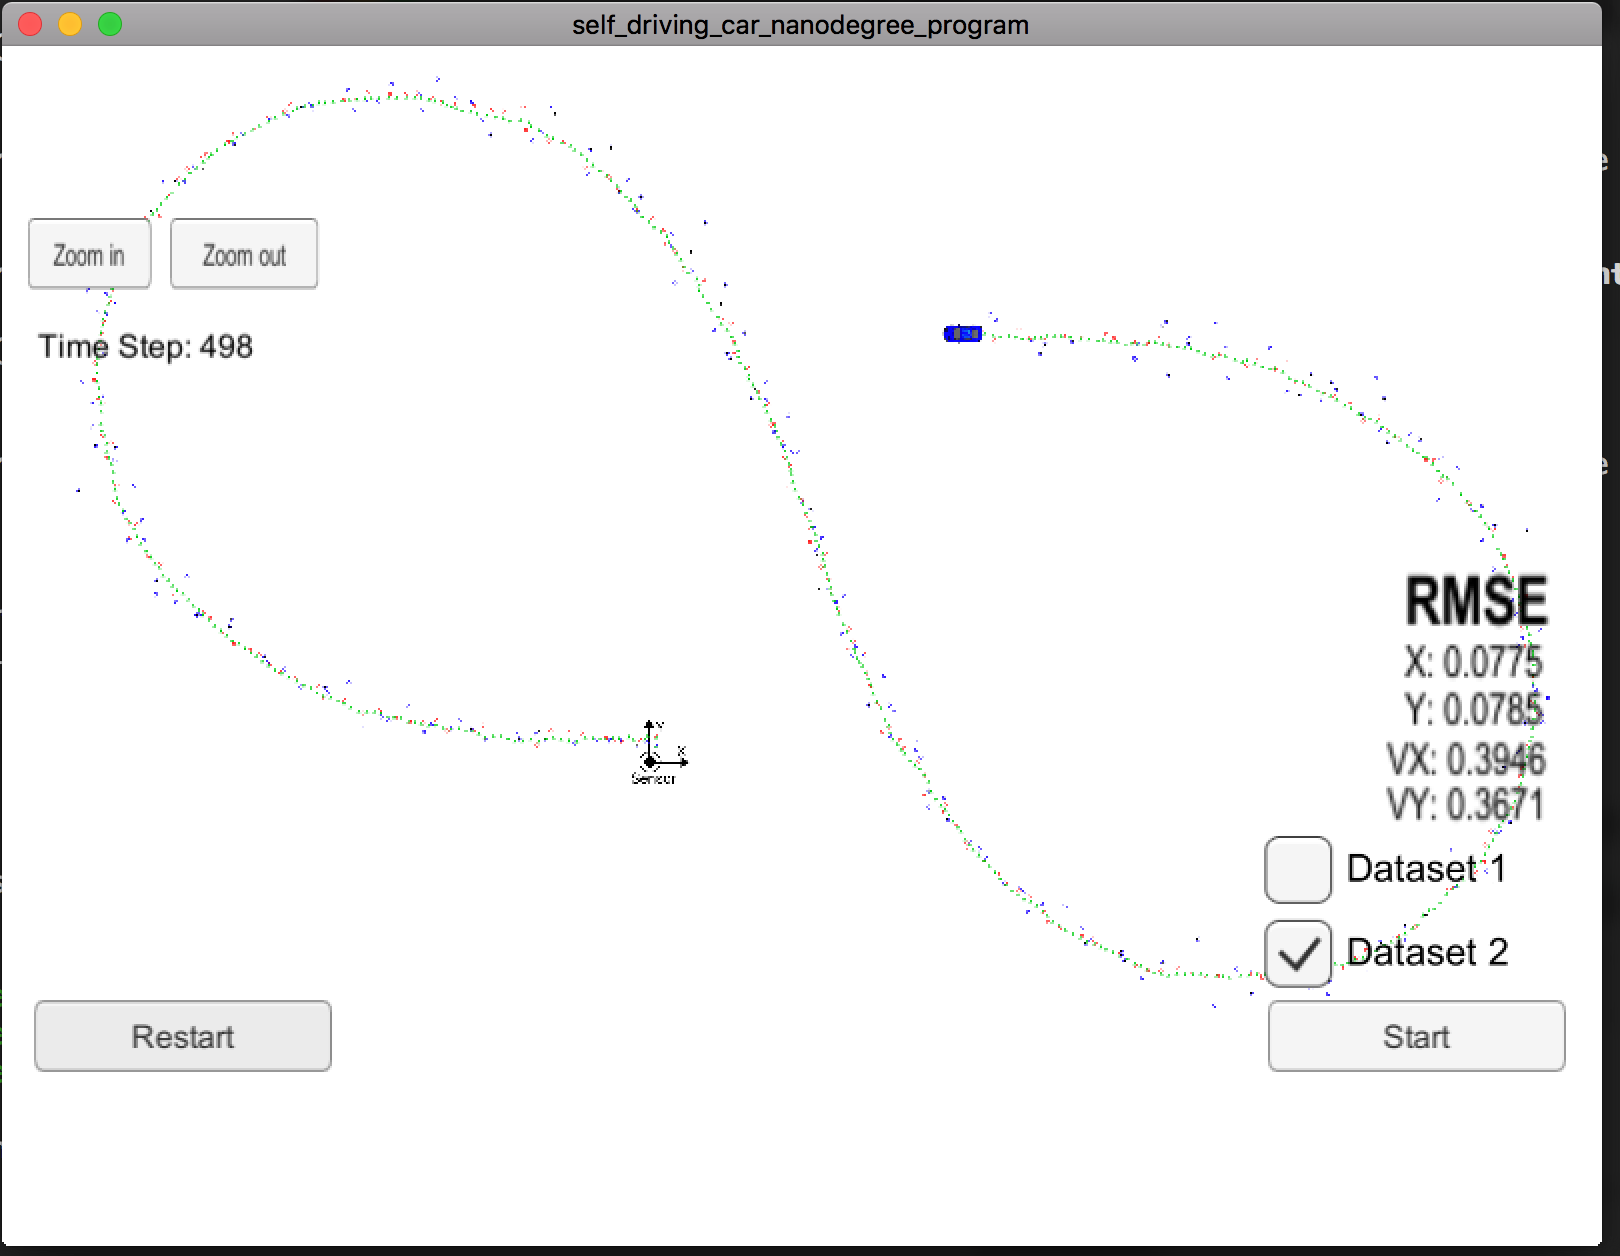 self_driving_car_nanodegree_program
Zoom in
Zoom out
Time Step: 498
Y
X
Sensor
RMSE
X: 0.0775
Y: 0.0785
VX: 0.3946
VY: 0.3671
Dataset 1
Dataset 2
Restart
Start